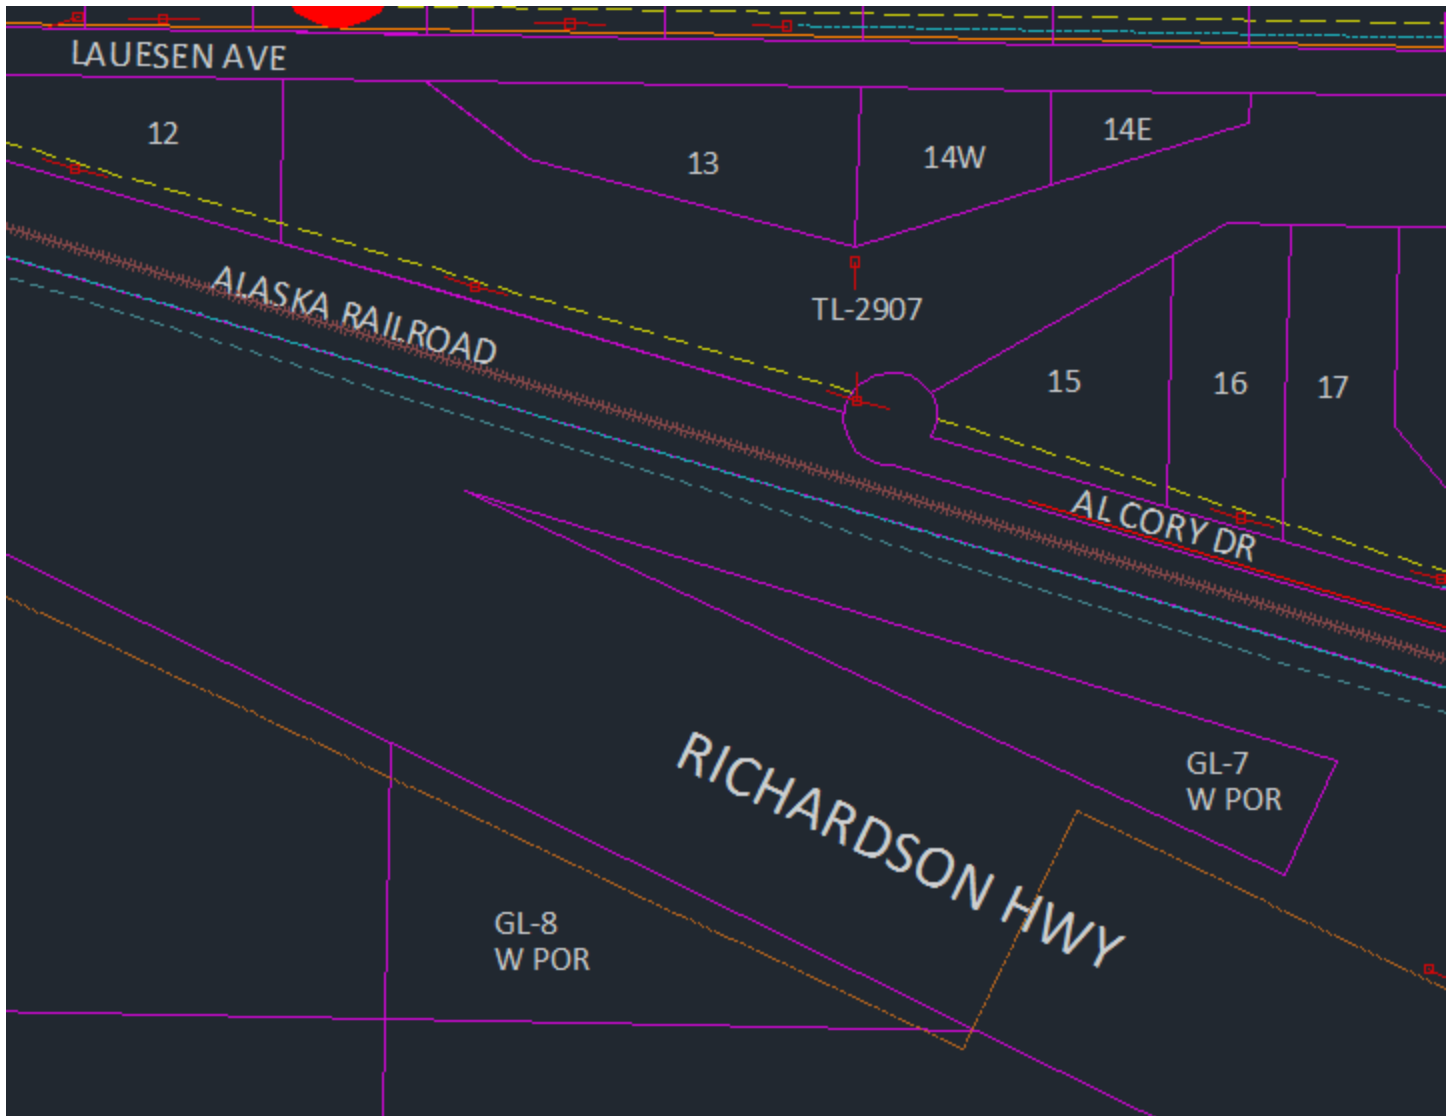 LAUESEN AVE
12
13
14W
14E
ALASKA RAILROAD
TL-2907
15
16
17
AL CORY DR
GL-7
W POR
RICHARDSON HWY
GL-8
W POR